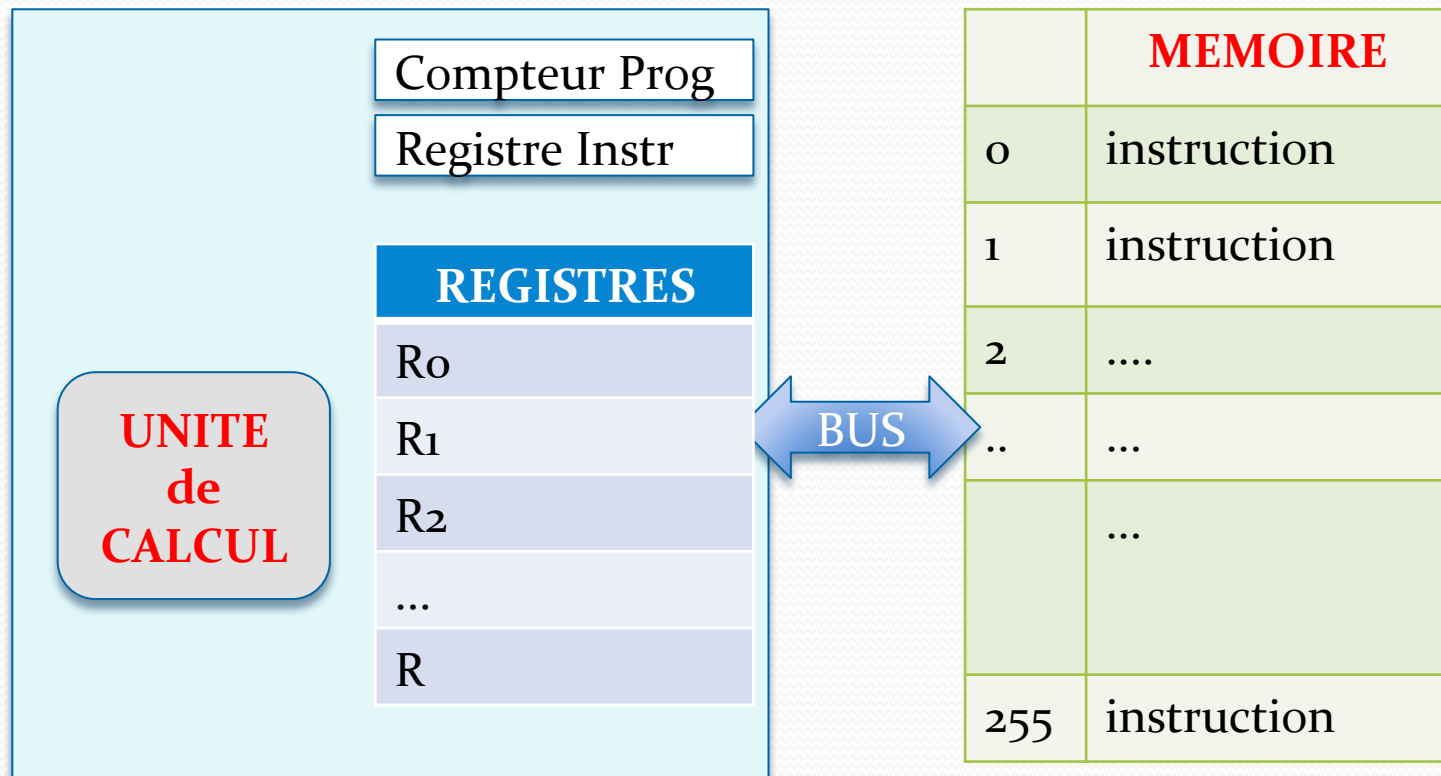 Compteur Prog
Registre Instr
REGISTRES
R0
R1
R2
...
R
UNITE
de
CALCUL
BUS
MEMOIRE
0 instruction
1 instruction
2 ....
.. ...
...
255 instruction